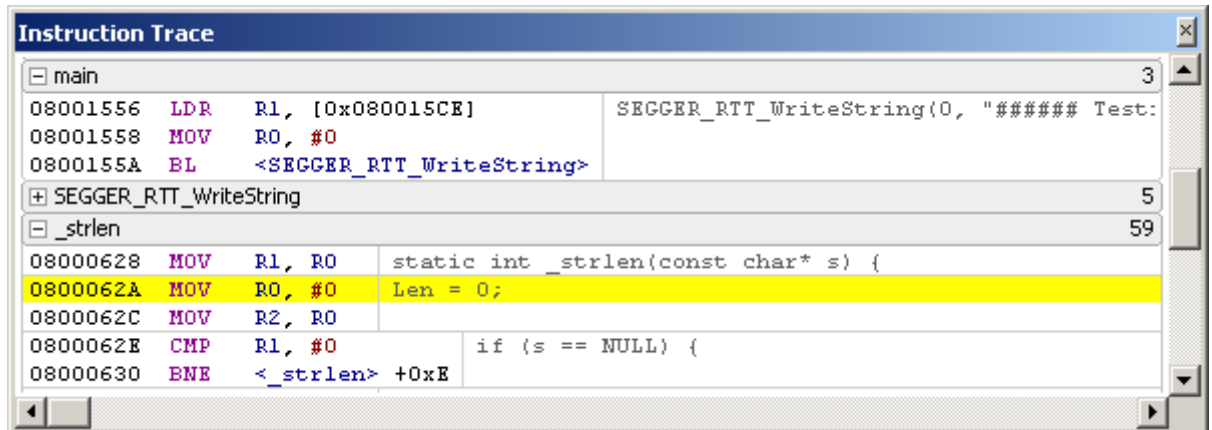 Instruction Trace
main 3
08001556 LDR R1, [0x080015CE] SEGGER_RTT_WriteString(0, "###### Test:
08001558 MOV R0, #0
0800155A BL <SEGGER_RTT_WriteString>
SEGGER_RTT_WriteString 5
_strlen 59
08000628 MOV R1, R0 static int _strlen(const char* s) {
0800062A MOV R0, #0 Len = 0;
0800062C MOV R2, R0
0800062E CMP R1, #0 if (s == NULL) {
08000630 BNE <_strlen> +0xE